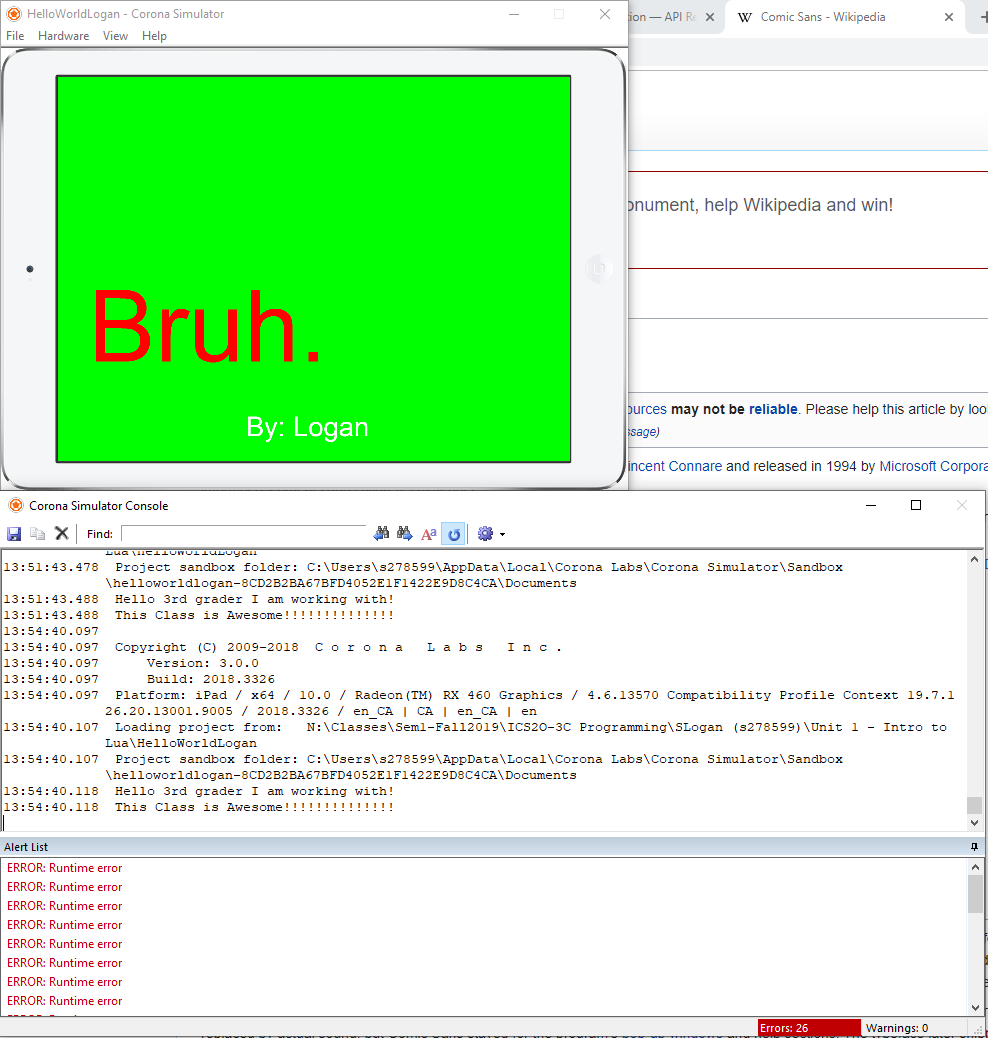 HelloWorldLogan - Corona Simulator
File Hardware View Help
ion — API Re
W Comic Sans - Wikipedia
onument, help Wikipedia and win!
Bruh.
By: Logan
ources may not be reliable. Please help this article by loo
ssage)
incent Connare and released in 1994 by Microsoft Corpora
Corona Simulator Console
Find:
Aa
Lua\HelloWorldLogan
13:51:43.478 Project sandbox folder: C:\Users\s278599\AppData\Local\Corona Labs\Corona Simulator\Sandbox
\helloworldlogan-8CD2B2BA67BFD4052E1F1422E9D8C4CA\Documents
13:51:43.488 Hello 3rd grader I am working with!
13:51:43.488 This Class is Awesome!!!!!!!!!!!!!!
13:54:40.097
13:54:40.097 Copyright (C) 2009-2018 C o r o n a L a b s I n c .
13:54:40.097 Version: 3.0.0
13:54:40.097 Build: 2018.3326
13:54:40.097 Platform: iPad / x64 / 10.0 / Radeon(TM) RX 460 Graphics / 4.6.13570 Compatibility Profile Context 19.7.1
26.20.13001.9005 / 2018.3326 / en_CA | CA | en_CA | en
13:54:40.107 Loading project from: N:\Classes\Sem1-Fall2019\ICS2O-3C Programming\SLogan (s278599)\Unit 1 - Intro to
Lua\HelloWorldLogan
13:54:40.107 Project sandbox folder: C:\Users\s278599\AppData\Local\Corona Labs\Corona Simulator\Sandbox
\helloworldlogan-8CD2B2BA67BFD4052E1F1422E9D8C4CA\Documents
13:54:40.118 Hello 3rd grader I am working with!
13:54:40.118 This Class is Awesome!!!!!!!!!!!!!!
Alert List
ERROR: Runtime error
ERROR: Runtime error
ERROR: Runtime error
ERROR: Runtime error
ERROR: Runtime error
ERROR: Runtime error
ERROR: Runtime error
ERROR: Runtime error
Errors: 26 Warnings: 0